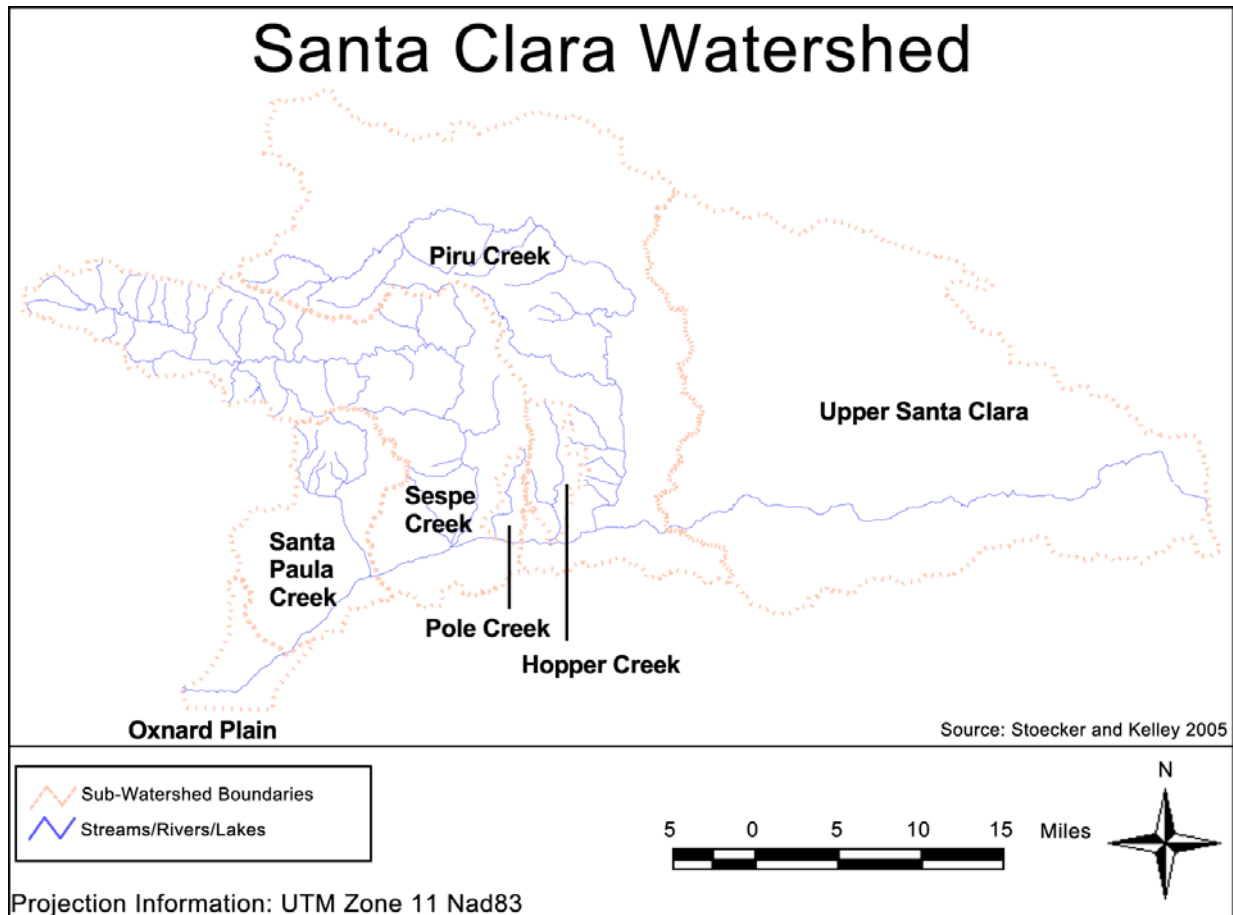 Santa Clara Watershed
Piru Creek
Upper Santa Clara
Sespe
Creek
Santa
Paula
Creek
Pole Creek
Hopper Creek
Oxnard Plain
Source: Stoecker and Kelley 2005
Sub-Watershed Boundaries
Streams/Rivers/Lakes
5 0 5 10 15 Miles
N
Projection Information: UTM Zone 11 Nad83